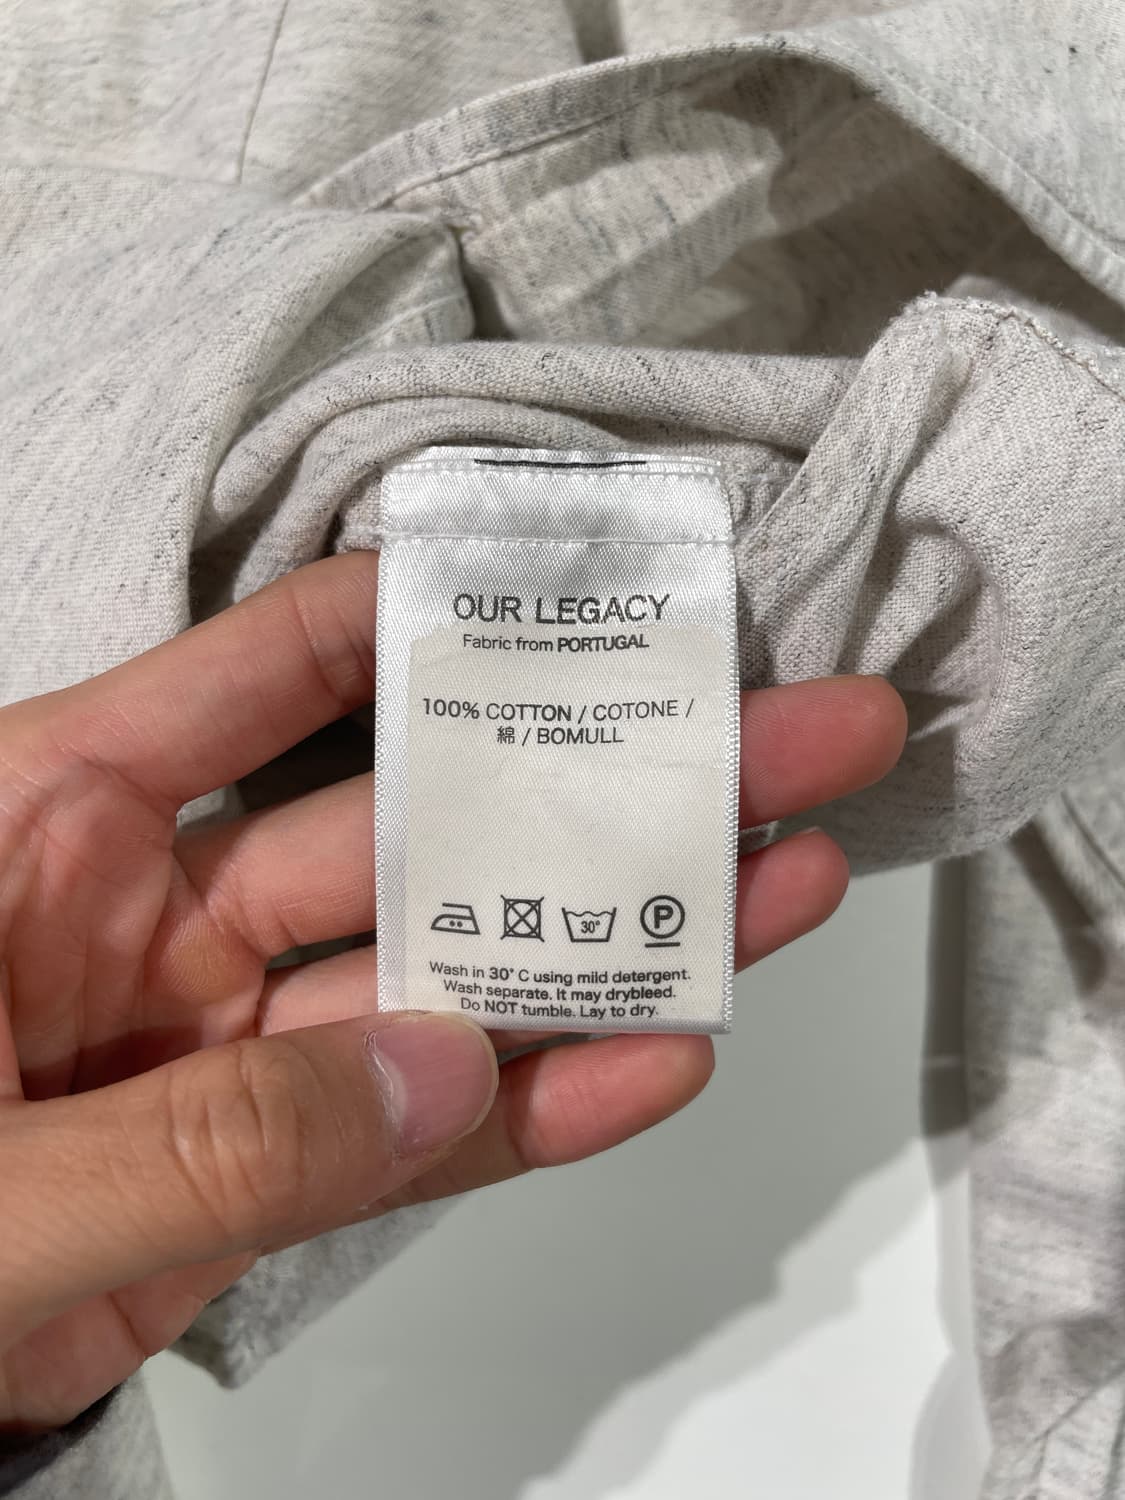 OUR LEGACY
Fabric from PORTUGAL
100% COTTON / COTONE /
綿 / BOMULL
30°
P
Wash in 30° C using mild detergent.
Wash separate. It may drybleed.
Do NOT tumble. Lay to dry.